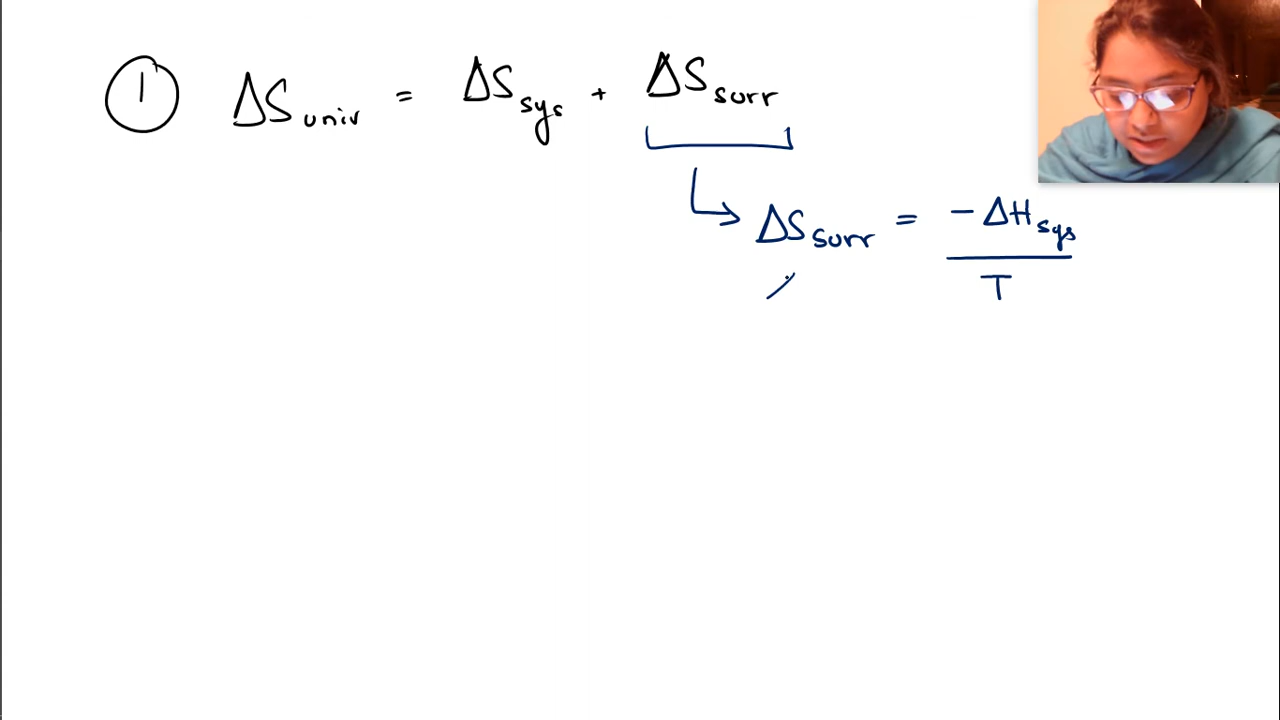 ① ΔS univ = ΔS sys + ΔS surr
ΔS surr = -ΔH sys / T